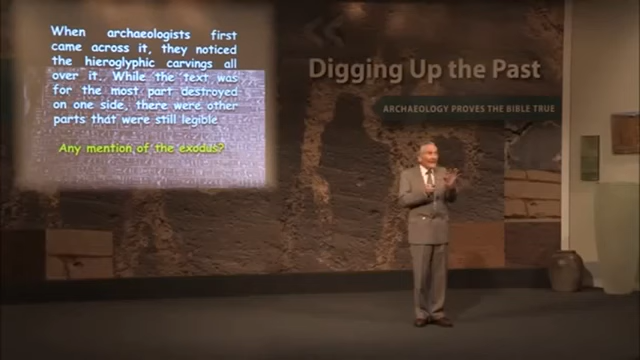 When archaeologists first
came across it, they noticed
the hieroglyphic carvings all
over it. While the text was
for the most part destroyed
on one side, there were other
parts that were still legible
Any mention of the exodus?
Digging Up the Past
ARCHAEOLOGY PROVES THE BIBLE TRUE